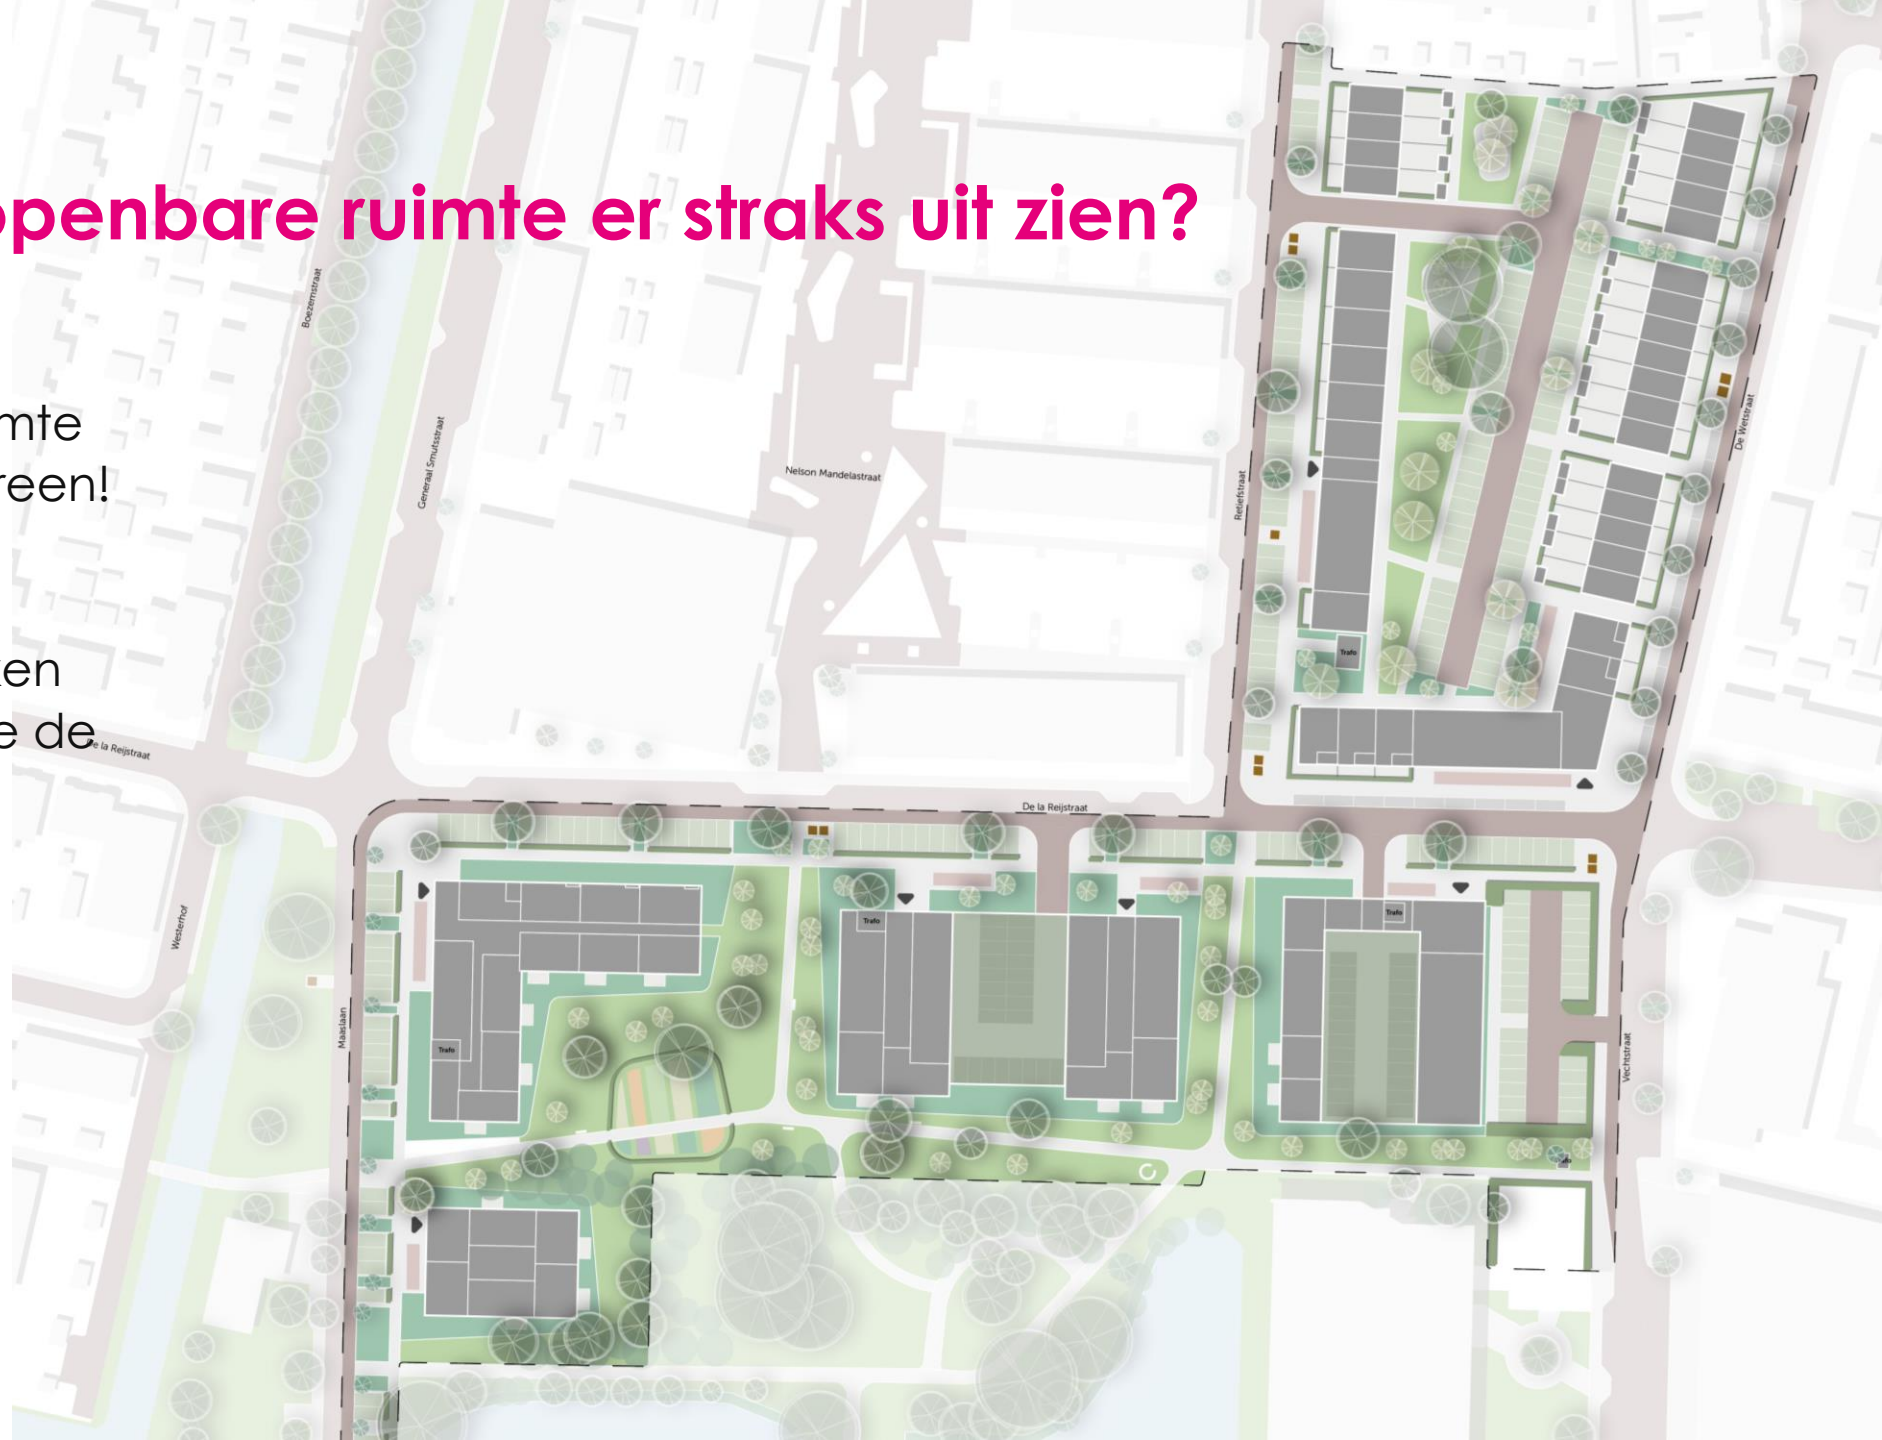 openbare ruimte er straks uit zien?
mte
reen!
ken
e de
Boezemstraat
Generaal Smutsstraat
Nelson Mandelastraat
Retiefstraat
De Wetstraat
Trafo
De la Reijstraat
De la Reijstraat
Westerhof
Trafo
Trafo
Maaslaan
Trafo
Vechtstraat